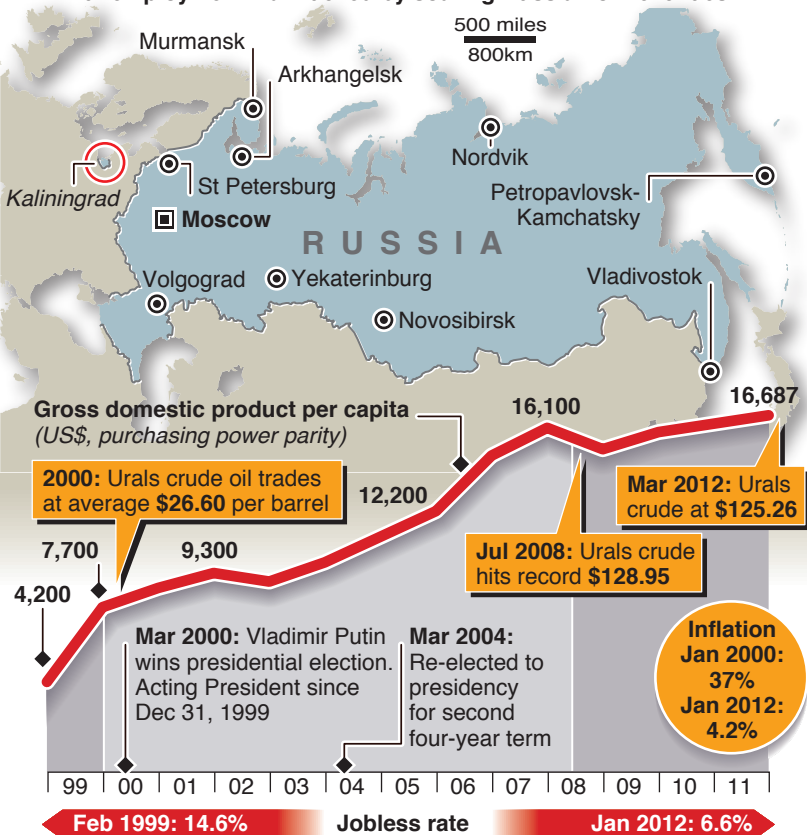 500 miles
800km
Murmansk
Arkhangelsk
Nordvik
Kaliningrad
St Petersburg
Petropavlovsk-
Kamchatsky
Moscow
RUSSIA
Volgograd
Yekaterinburg
Vladivostok
Novosibirsk
Gross domestic product per capita
(US$, purchasing power parity)
16,100
16,687
2000: Urals crude oil trades
at average $26.60 per barrel
12,200
Mar 2012: Urals
crude at $125.26
7,700
9,300
Jul 2008: Urals crude
hits record $128.95
4,200
Mar 2000: Vladimir Putin
wins presidential election.
Acting President since
Dec 31, 1999
Mar 2004:
Re-elected to
presidency
for second
four-year term
Inflation
Jan 2000:
37%
Jan 2012:
4.2%
99 00 01 02 03 04 05 06 07 08 09 10 11
Feb 1999: 14.6% Jobless rate Jan 2012: 6.6%